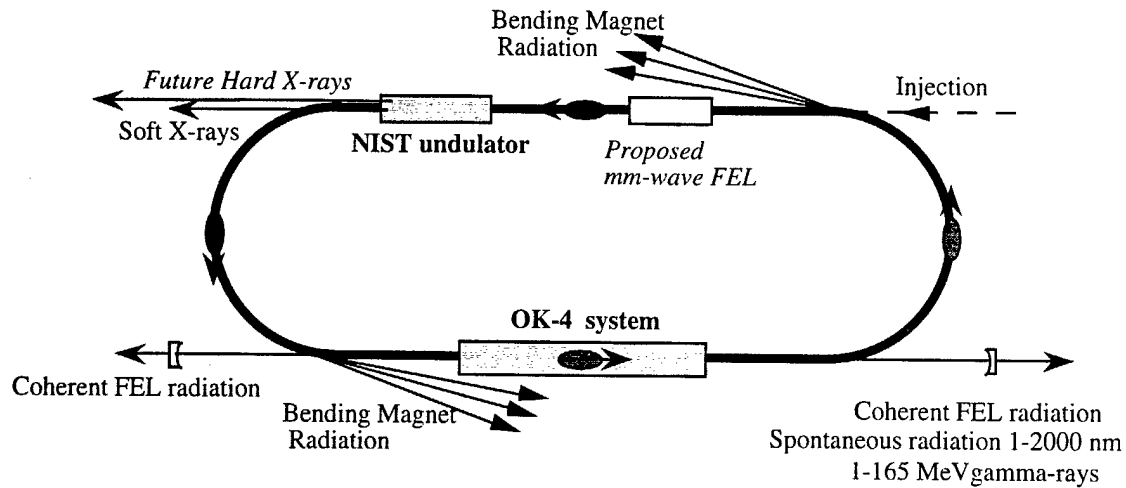 Bending Magnet
Radiation
Future Hard X-rays
Injection
Soft X-rays
NIST undulator
Proposed
mm-wave FEL
OK-4 system
Coherent FEL radiation
Bending Magnet
Radiation
Coherent FEL radiation
Spontaneous radiation 1-2000 nm
1-165 MeVgamma-rays